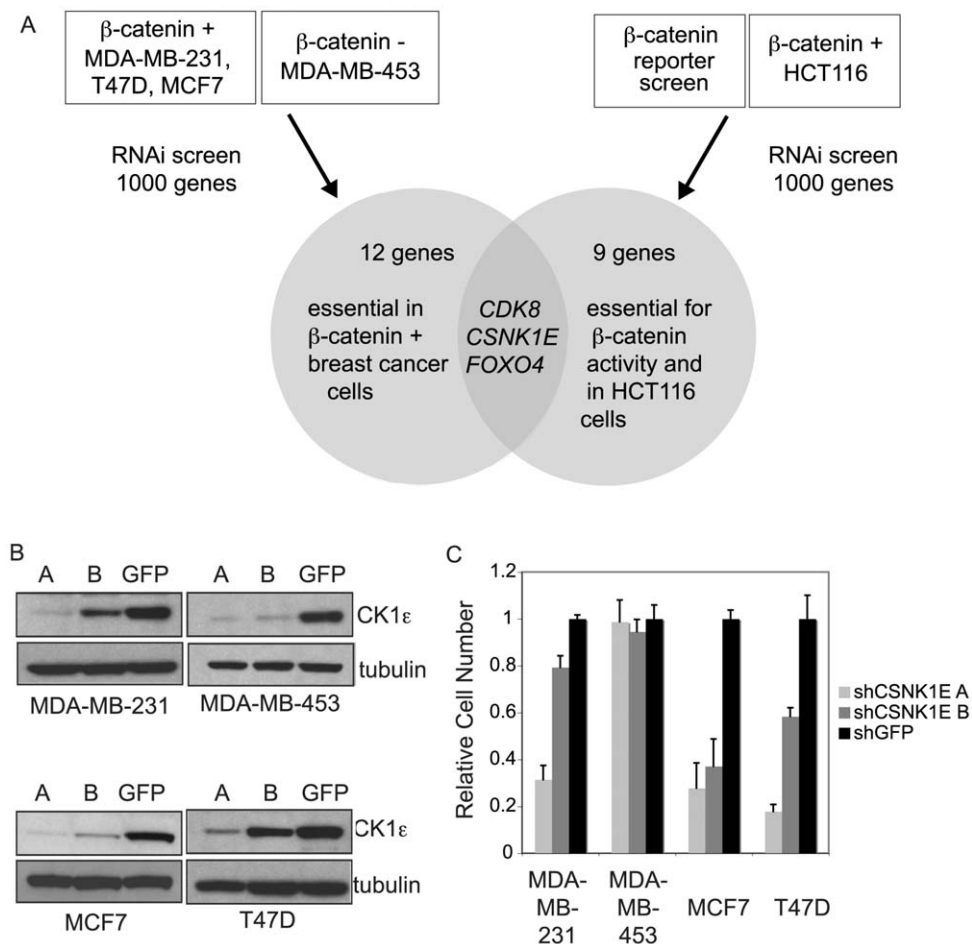 A
β-catenin +
MDA-MB-231,
T47D, MCF7
β-catenin -
MDA-MB-453
β-catenin
reporter
screen
β-catenin +
HCT116
RNAi screen
1000 genes
RNAi screen
1000 genes
12 genes
essential in
β-catenin +
breast cancer
cells
CDK8
CSNK1E
FOXO4
9 genes
essential for
β-catenin
activity and
in HCT116
cells
B
A B GFP
CK1ε
tubulin
MDA-MB-231
A B GFP
CK1ε
tubulin
MDA-MB-453
A B GFP
MCF7
A B GFP
CK1ε
tubulin
T47D
C
Relative Cell Number
1.2
1
0.8
0.6
0.4
0.2
0
MDA-
MB-
231
MDA-
MB-
453
MCF7
T47D
shCSNK1E A
shCSNK1E B
shGFP